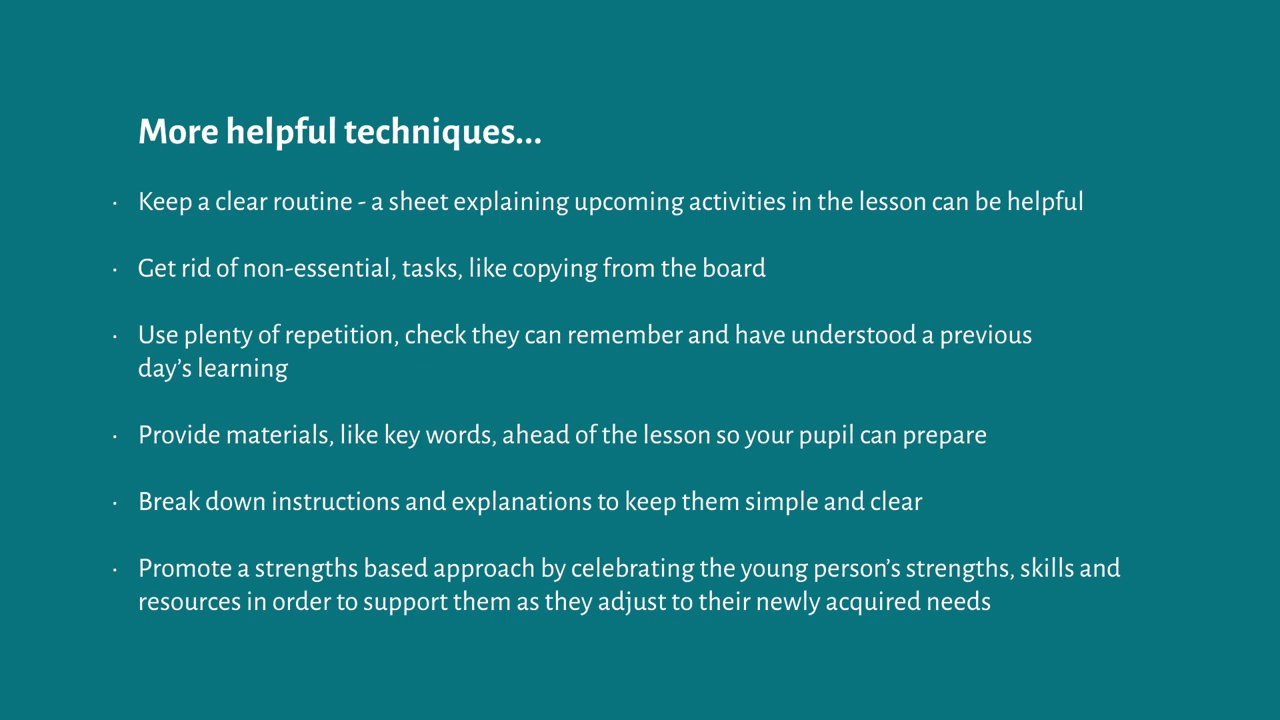 More helpful techniques...
· Keep a clear routine - a sheet explaining upcoming activities in the lesson can be helpful
· Get rid of non-essential, tasks, like copying from the board
· Use plenty of repetition, check they can remember and have understood a previous
day’s learning
· Provide materials, like key words, ahead of the lesson so your pupil can prepare
· Break down instructions and explanations to keep them simple and clear
· Promote a strengths based approach by celebrating the young person’s strengths, skills and
resources in order to support them as they adjust to their newly acquired needs